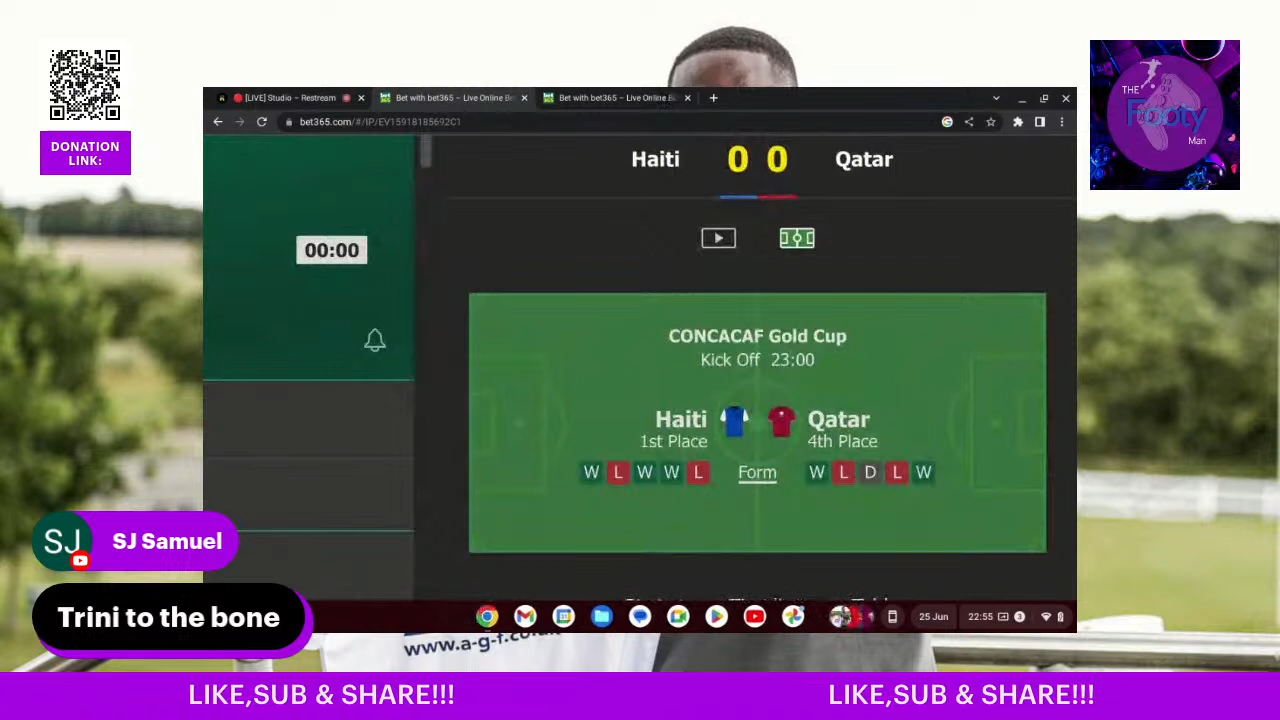 DONATION
LINK:
[LIVE] Studio – Restream
Bet with bet365 – Live Online Be
Bet with bet365 – Live Online B
bet365.com/#/IP/EV15918185692C1
THE
Footy
Man
Haiti 0 0 Qatar
00:00
CONCACAF Gold Cup
Kick Off 23:00
Haiti Qatar
1st Place 4th Place
W L W W L Form W L D L W
SJ SJ Samuel
Trini to the bone
25 Jun 22:55 3
www.a-g-f.co.uk
LIKE,SUB & SHARE!!! LIKE,SUB & SHARE!!!